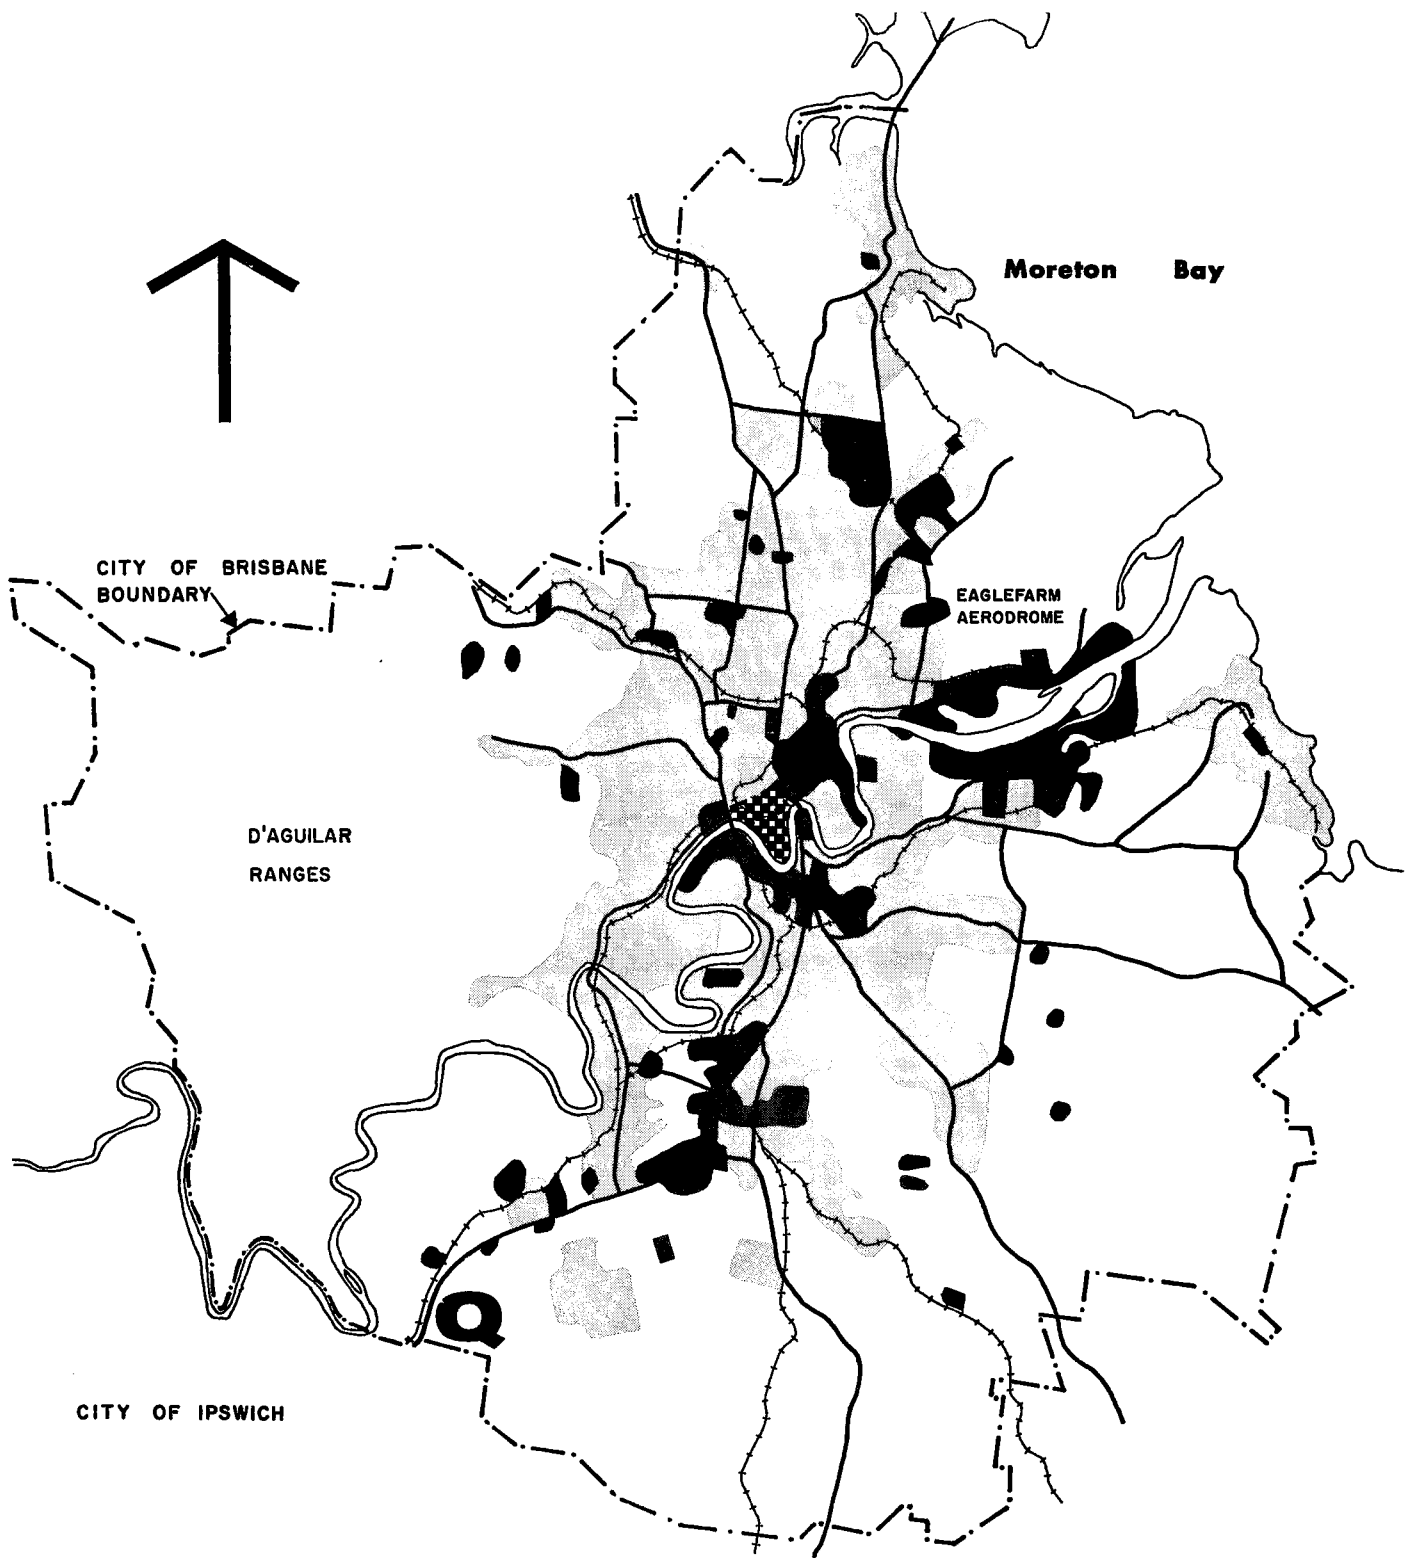 Moreton Bay
CITY OF BRISBANE
BOUNDARY
EAGLEFARM
AERODROME
D'AGUILAR
RANGES
Q
CITY OF IPSWICH